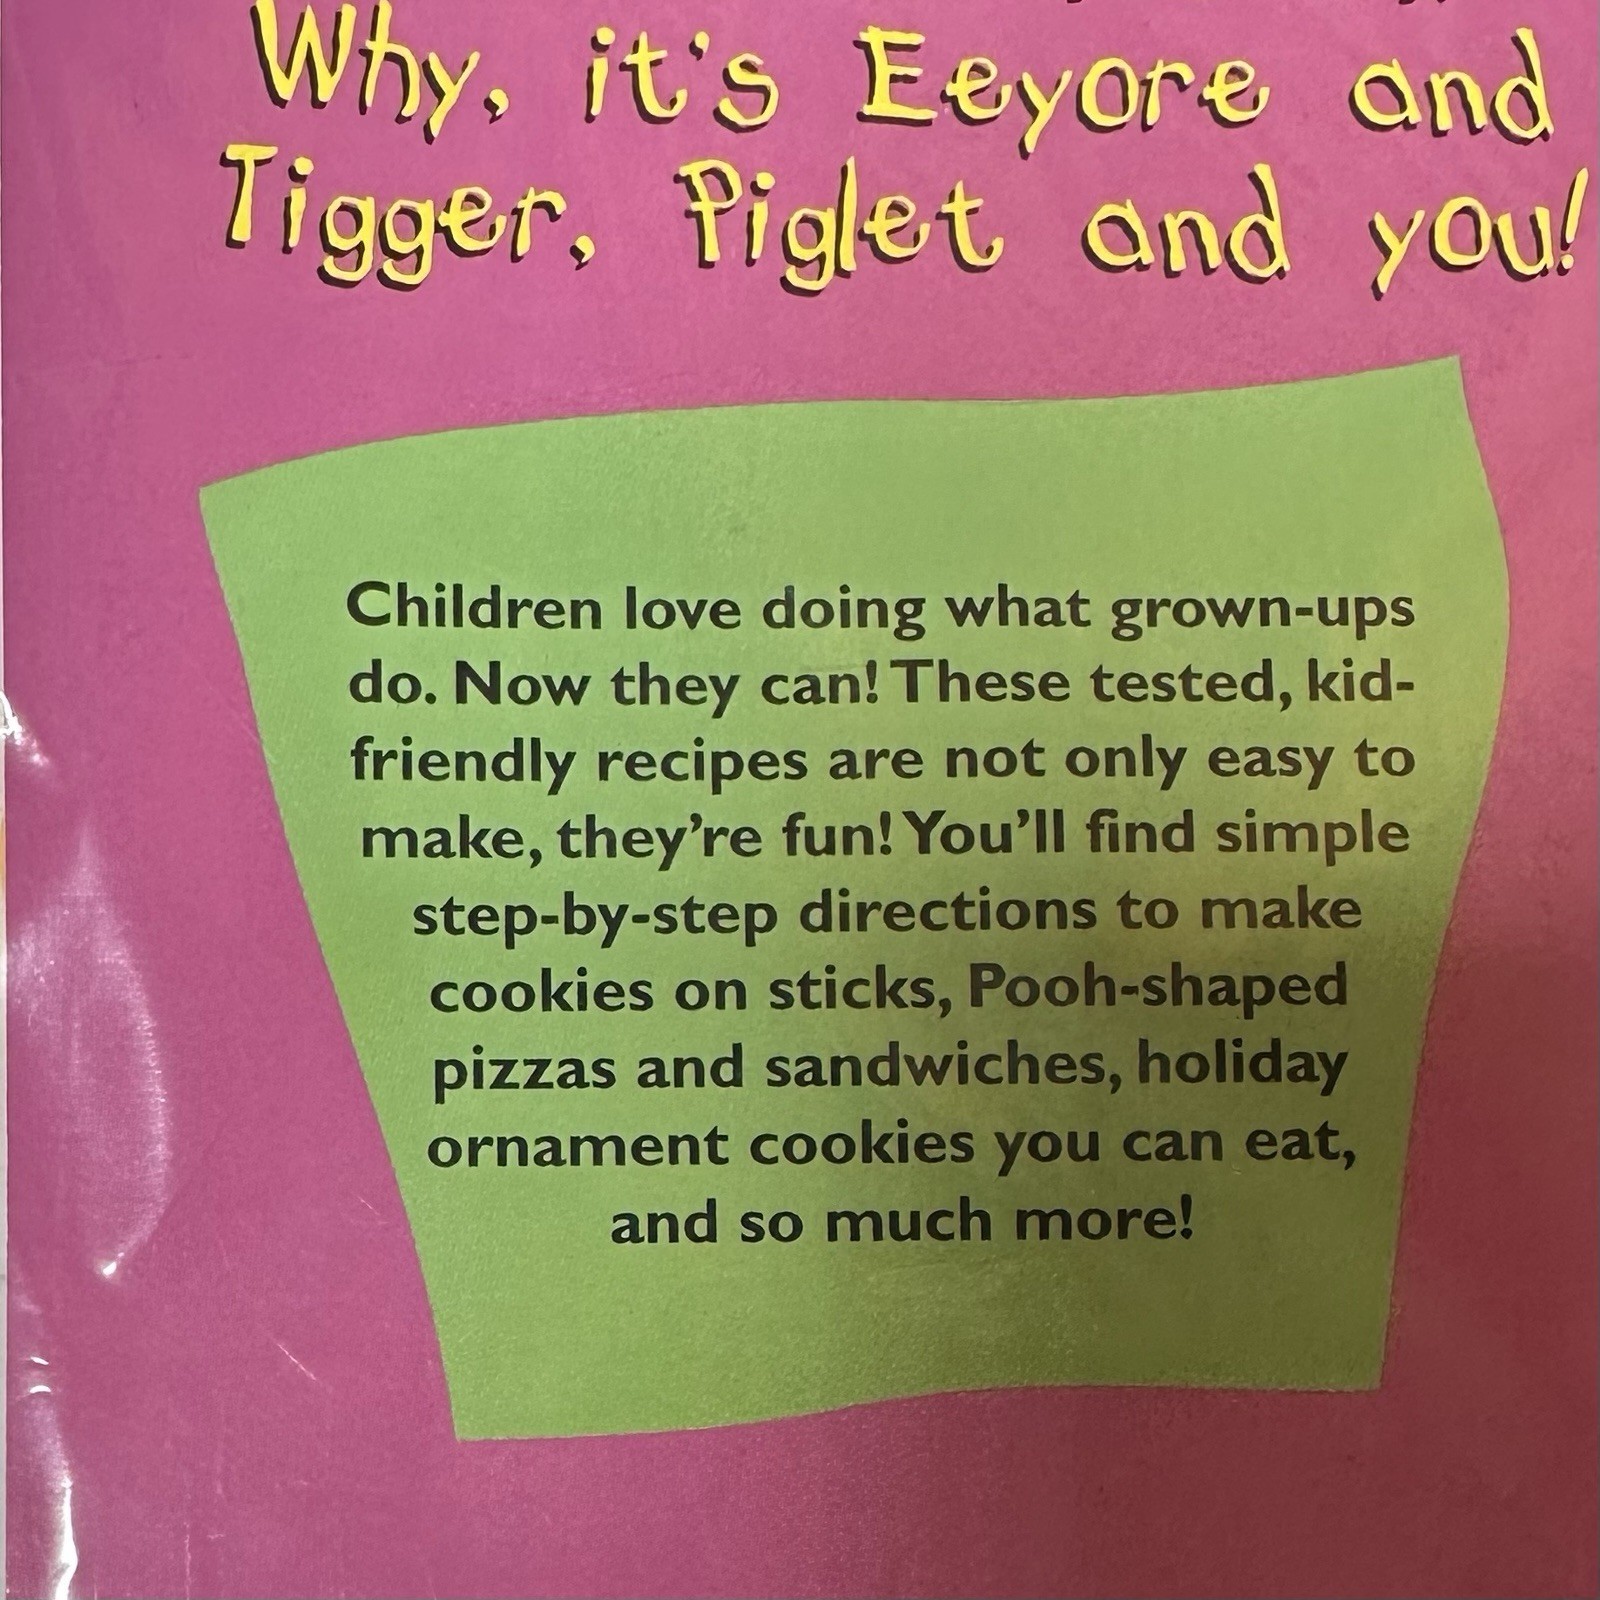 Why, it's Eeyore and
Tigger, Piglet and you!
Children love doing what grown-ups
do. Now they can! These tested, kid-
friendly recipes are not only easy to
make, they're fun! You'll find simple
step-by-step directions to make
cookies on sticks, Pooh-shaped
pizzas and sandwiches, holiday
ornament cookies you can eat,
and so much more!